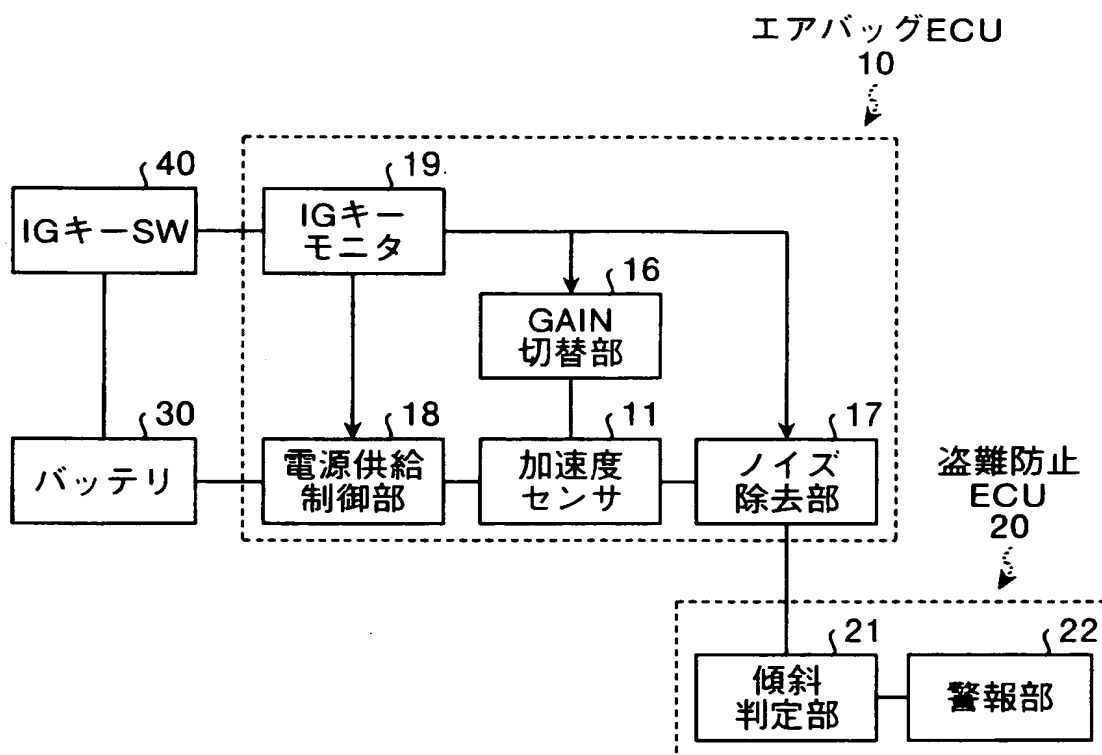 エアバッグECU
10
40
19
IGキーSW
IGキー
モニタ
16
GAIN
切替部
30
18
11
17
バッテリ
電源供給
制御部
加速度
センサ
ノイズ
除去部
盗難防止
ECU
20
21
22
傾斜
判定部
警報部